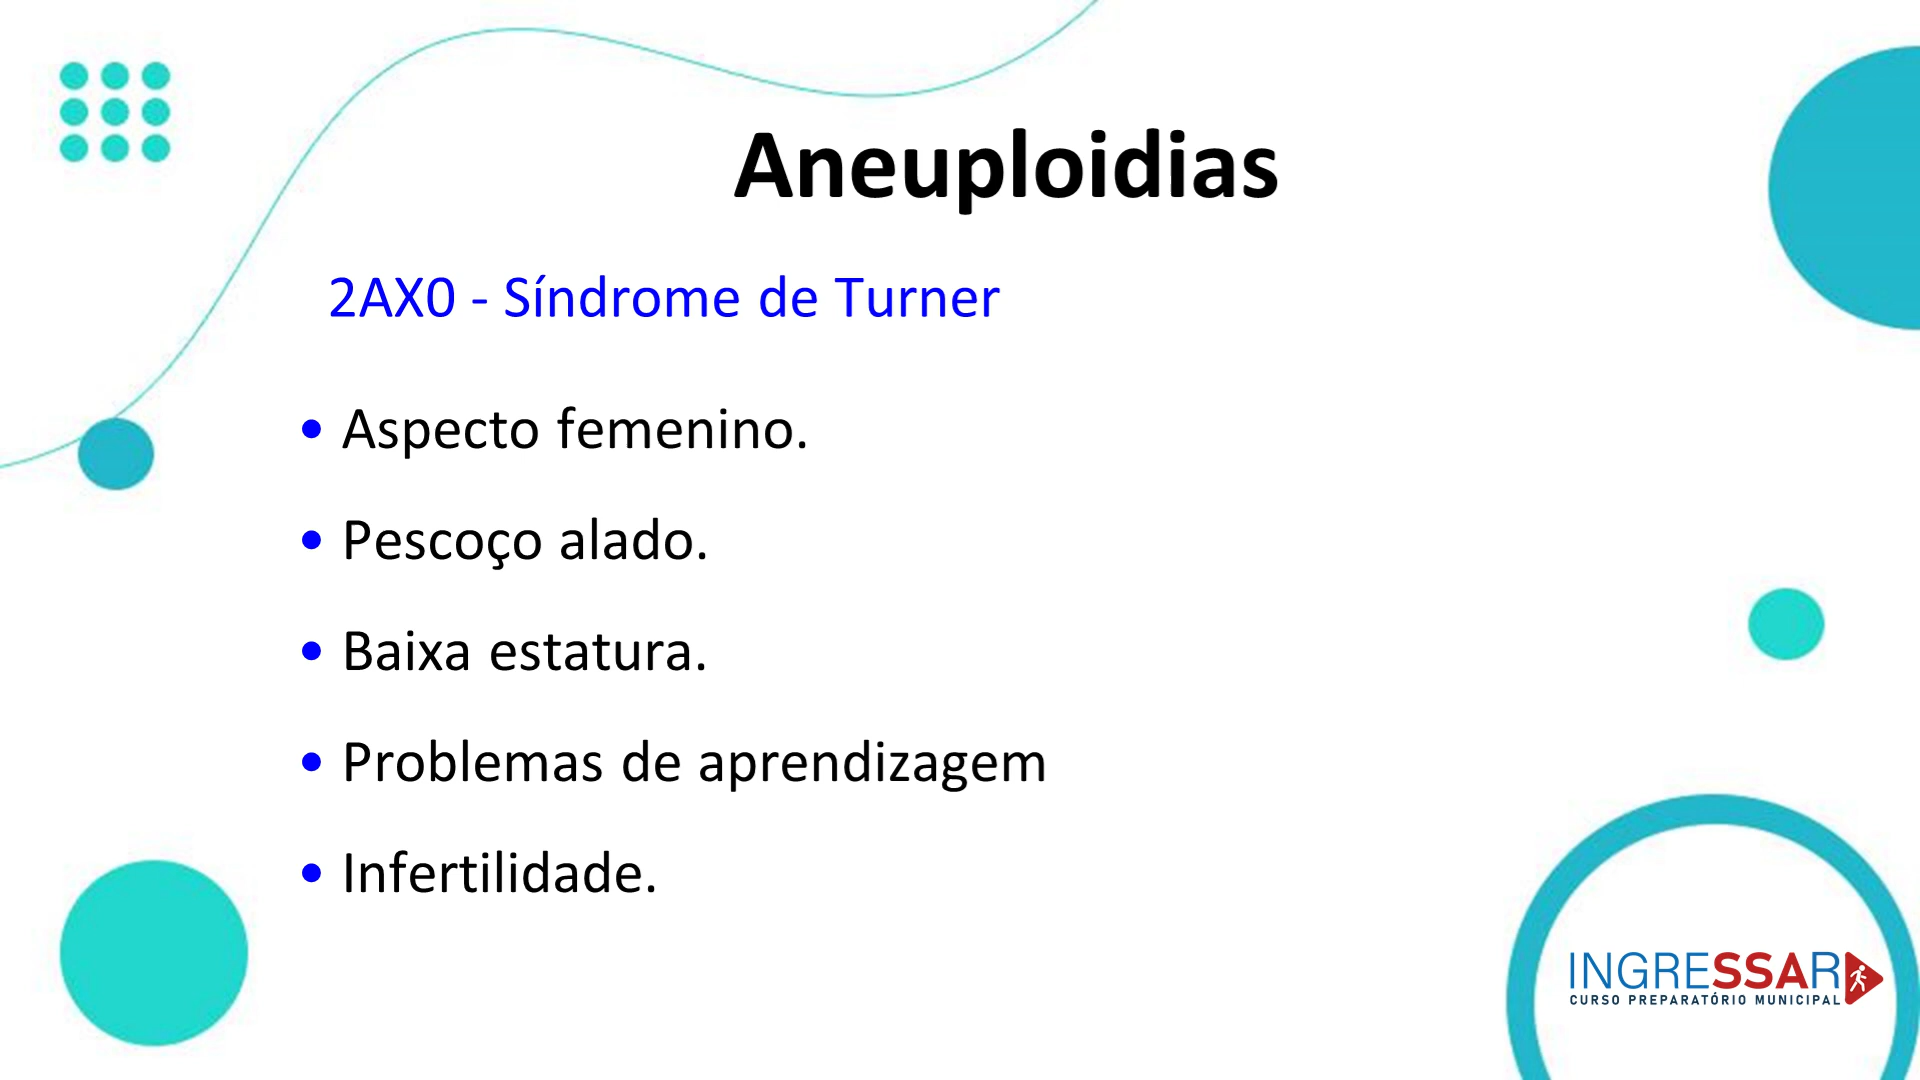 Aneuploidias
2AX0 - Síndrome de Turner
• Aspecto femenino.
• Pescoço alado.
• Baixa estatura.
• Problemas de aprendizagem
• Infertilidade.
INGRESSAR
CURSO PREPARATÓRIO MUNICIPAL